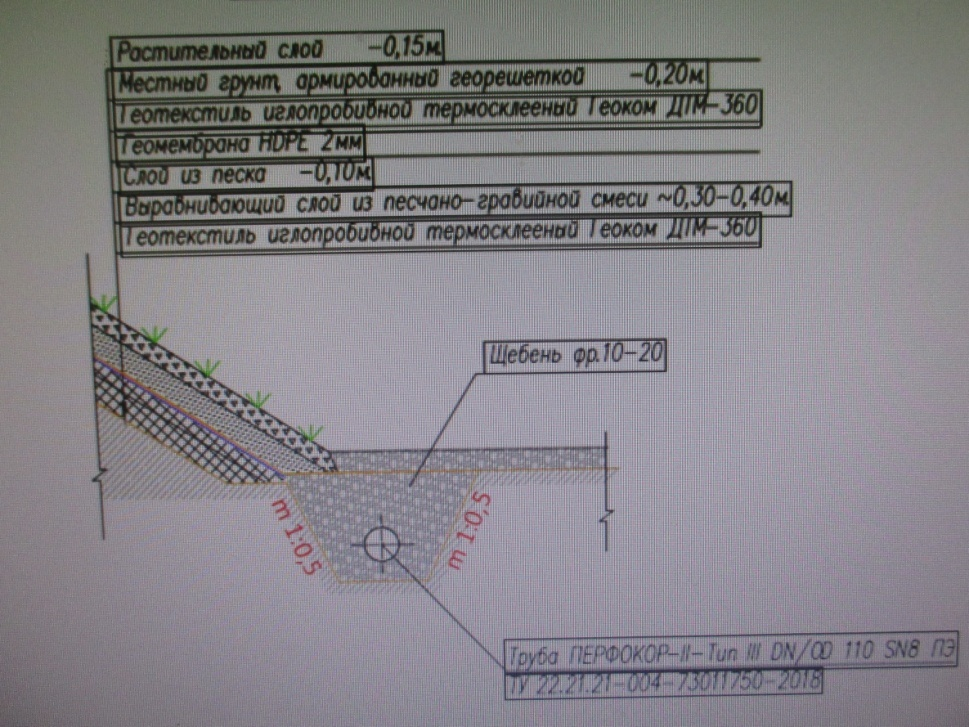 Растительный слой -0,15м
Местный грунт, армированный георешеткой -0,20м
Геотекстиль иглопробивной термосклееный Геоком ДТМ-360
Геомембрана HDPE 2мм
Слой из песка -0,10м
Выравнивающий слой из песчано-гравийной смеси ~0,30-0,40м
Геотекстиль иглопробивной термосклееный Геоком ДТМ-360
Щебень фр.10-20
m 1:0,5
m 1:0,5
Труба ПЕРФОКОР-II-Тип III DN/OD 110 SN8 ПЭ
ТУ 22.21.21-004-73011750-2018